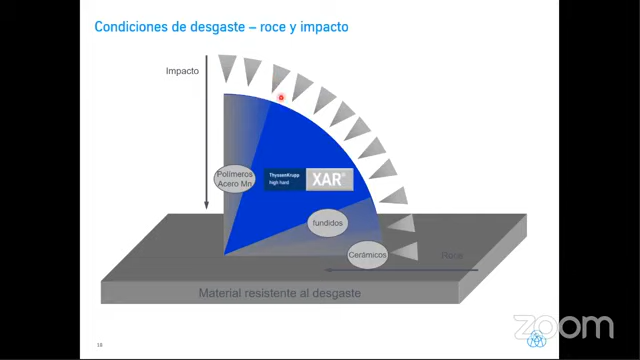 Condiciones de desgaste – roce y impacto
Impacto
Polímeros
Acero Mn
ThyssenKrupp
high hard
XAR®
fundidos
Cerámicos
Roce
Material resistente al desgaste
18
zoom